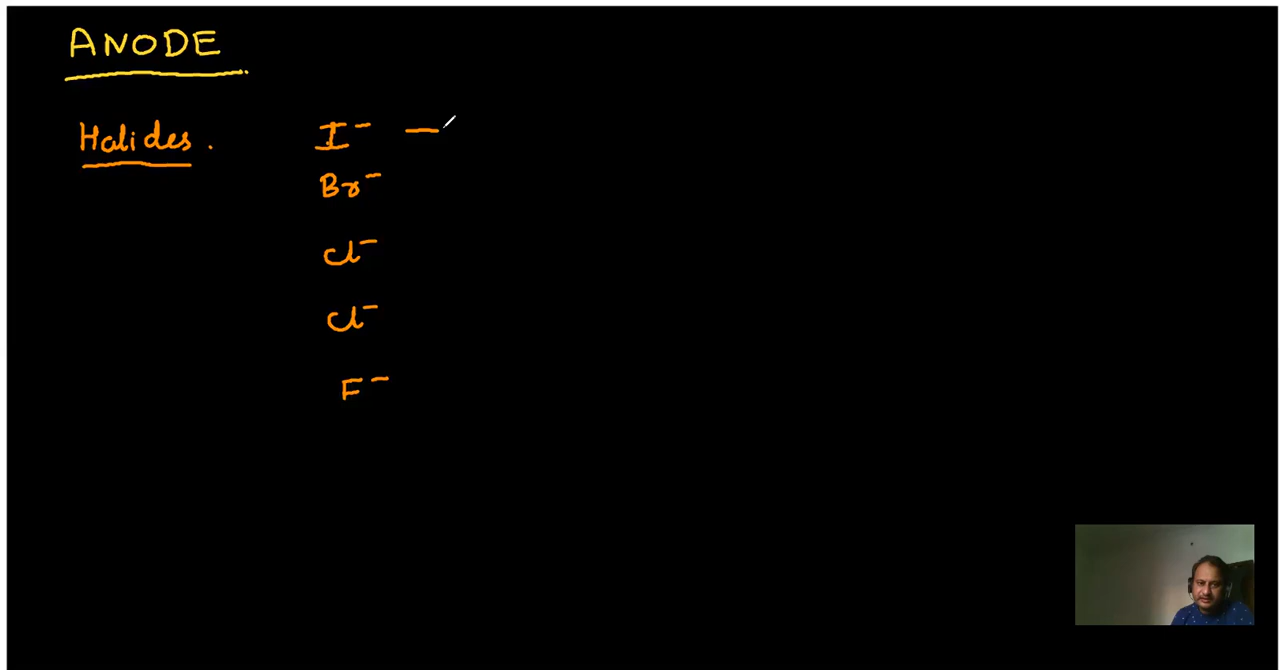 ANODE
Halides. I⁻ —
Br⁻
Cl⁻
Cl⁻
F⁻